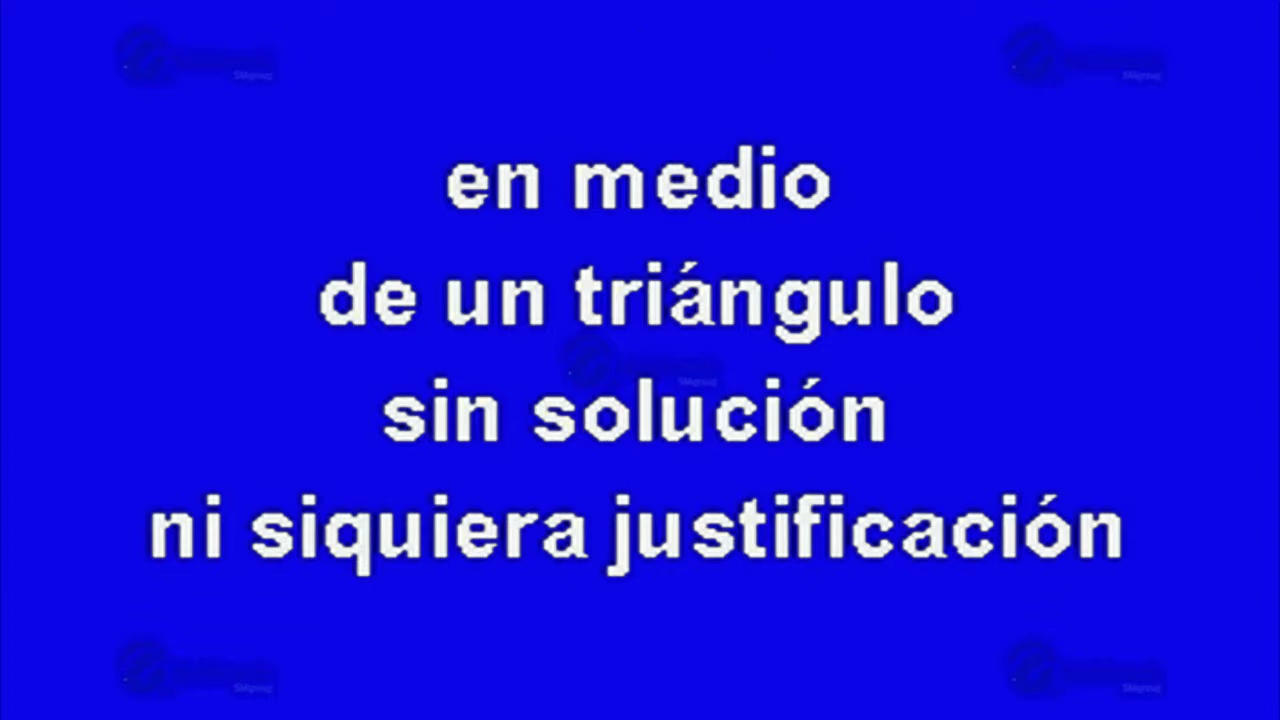 en medio
de un triángulo
sin solución
ni siquiera justificación